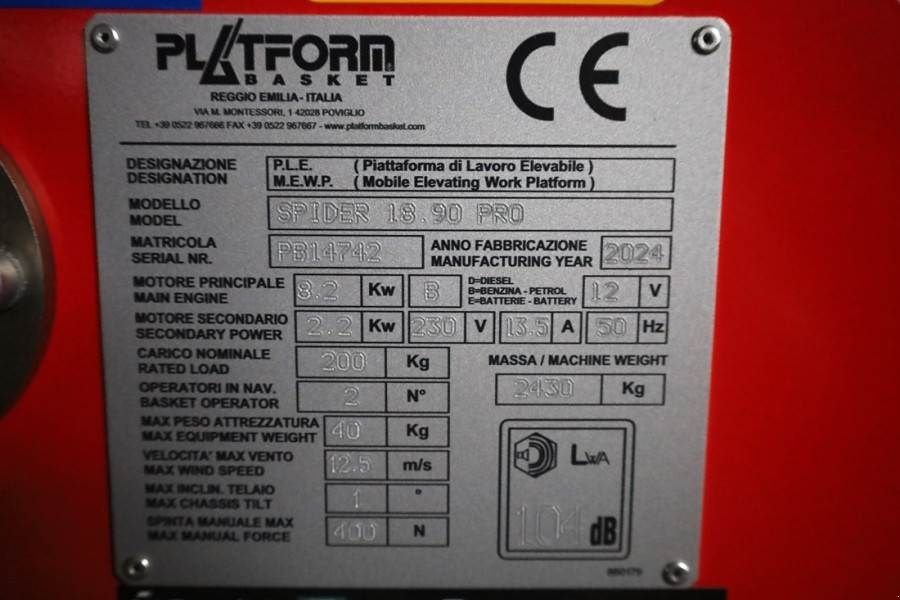 PLATFORM
BASKET
REGGIO EMILIA- ITALIA
VIA M. MONTESSORI, 1 42028 POVIGLIO
TEL +39 0522 967666 FAX +39 0522 967667 - www.platformbasket.com
CE
DESIGNAZIONE P.L.E. ( Piattaforma di Lavoro Elevabile )
DESIGNATION M.E.W.P. ( Mobile Elevating Work Platform )
MODELLO
MODEL SPIDER 18.90 PRO
MATRICOLA
SERIAL NR. PB14742
ANNO FABBRICAZIONE
MANUFACTURING YEAR 2024
MOTORE PRINCIPALE
MAIN ENGINE 8.2 Kw B
D=DIESEL
B=BENZINA - PETROL
E=BATTERIE - BATTERY
12 V
MOTORE SECONDARIO
SECONDARY POWER 2.2 Kw 230 V 13.5 A 50 Hz
CARICO NOMINALE
RATED LOAD 200 Kg
MASSA / MACHINE WEIGHT
2430 Kg
OPERATORI IN NAV.
BASKET OPERATOR 2 N°
MAX PESO ATTREZZATURA
MAX EQUIPMENT WEIGHT 40 Kg
VELOCITA' MAX VENTO
MAX WIND SPEED 12.5 m/s
MAX INCLIN. TELAIO
MAX CHASSIS TILT 1 °
SPINTA MANUALE MAX
MAX MANUAL FORCE 400 N
LWA
104 dB